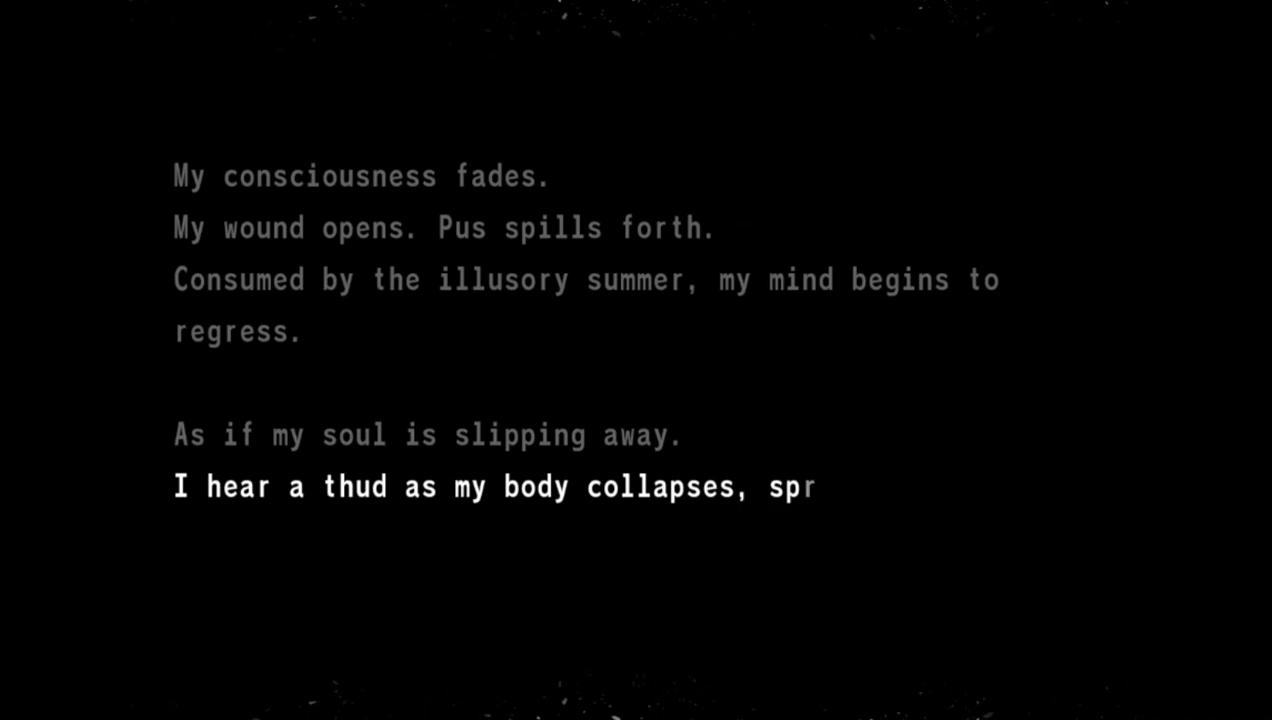 My consciousness fades.
My wound opens. Pus spills forth.
Consumed by the illusory summer, my mind begins to
regress.
As if my soul is slipping away.
I hear a thud as my body collapses, spr